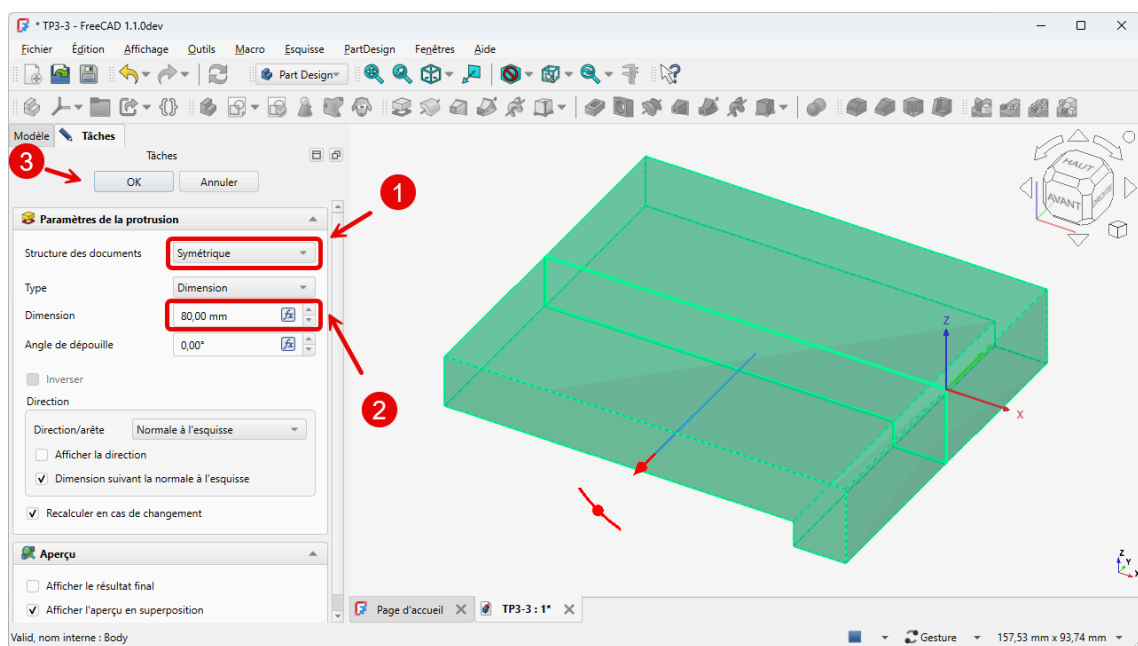 * TP3-3 - FreeCAD 1.1.0dev
Fichier Édition Affichage Outils Macro Esquisse PartDesign Fenêtres Aide
Part Design
Modèle Tâches
Tâches
3
OK Annuler
1
Paramètres de la protrusion
Structure des documents Symétrique
Type Dimension
Dimension 80,00 mm
Angle de dépouille 0,00°
2
Inverser
Direction
Direction/arête Normale à l'esquisse
Afficher la direction
Dimension suivant la normale à l'esquisse
Recalculer en cas de changement
Aperçu
Afficher le résultat final
Afficher l'aperçu en superposition
HAUT
AVANT
DROITE
Z
X
Z
Y
X
Page d'accueil TP3-3 : 1*
Valid, nom interne : Body Gesture 157,53 mm x 93,74 mm